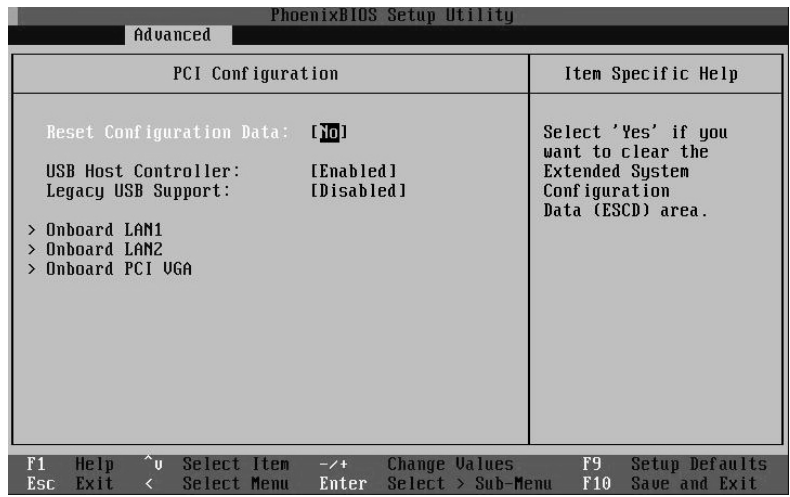 PhoenixBIOS Setup Utility
Advanced
PCI Configuration
Item Specific Help
Reset Configuration Data: [No]
USB Host Controller: [Enabled]
Legacy USB Support: [Disabled]
> Onboard LAN1
> Onboard LAN2
> Onboard PCI VGA
Select 'Yes' if you
want to clear the
Extended System
Configuration
Data (ESCD) area.
F1 Help ^v Select Item -/+ Change Values F9 Setup Defaults
Esc Exit < Select Menu Enter Select > Sub-Menu F10 Save and Exit